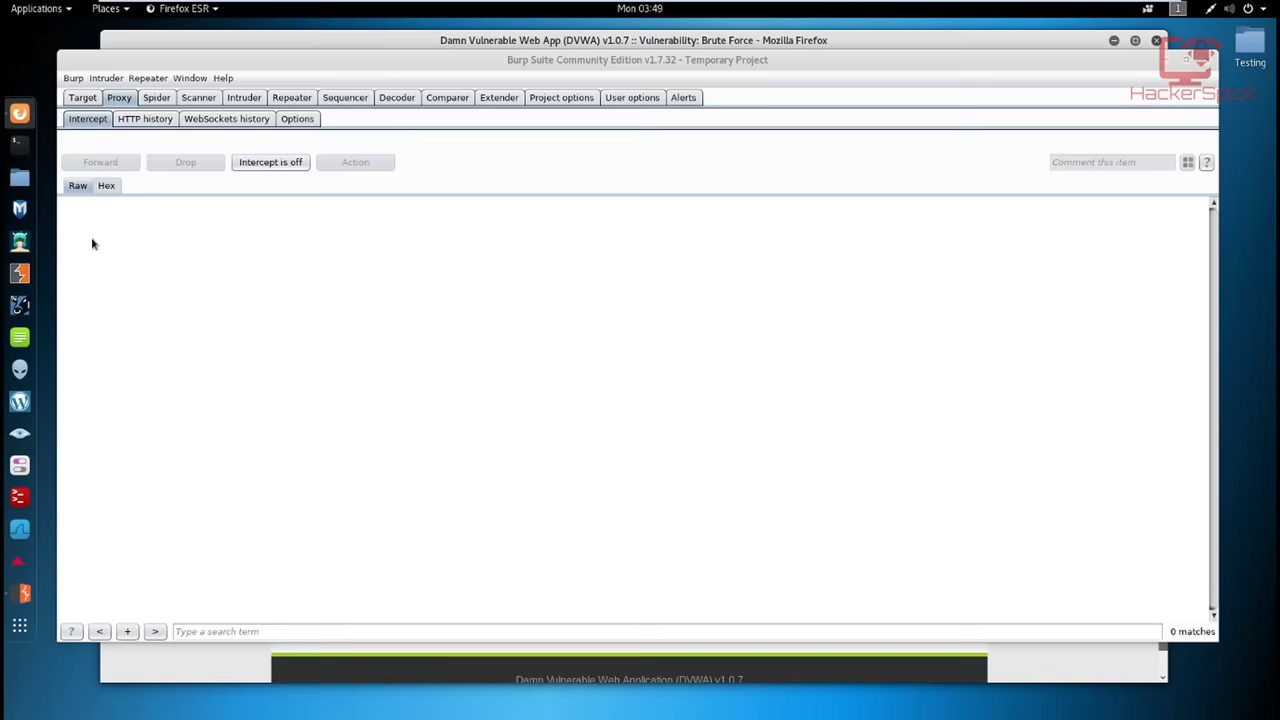 Applications Places Firefox ESR Mon 03:49 1
Damn Vulnerable Web App (DVWA) v1.0.7 :: Vulnerability: Brute Force - Mozilla Firefox
Burp Suite Community Edition v1.7.32 - Temporary Project
Testing
Burp Intruder Repeater Window Help
HackerSploit
Target Proxy Spider Scanner Intruder Repeater Sequencer Decoder Comparer Extender Project options User options Alerts
Intercept HTTP history WebSockets history Options
Forward Drop Intercept is off Action Comment this item ?
Raw Hex
? < + > Type a search term 0 matches
Damn Vulnerable Web Application (DVWA) v1.0.7